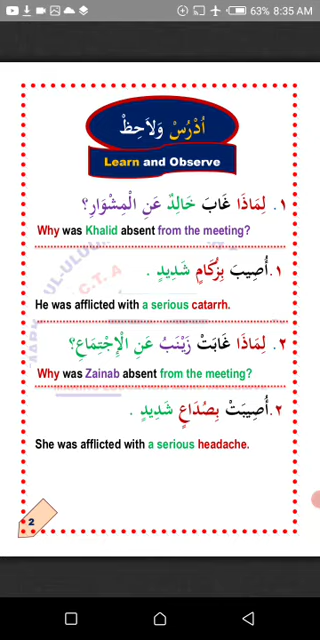 63% 8:35 AM
اُدْرُسْ وَلَاحِظْ
Learn and Observe
١. لِمَاذَا غَابَ خَالِدٌ عَنِ الْمِشْوَارِ؟
Why was Khalid absent from the meeting?
١. أُصِيبَ بِزُكَامٍ شَدِيدٍ .
He was afflicted with a serious catarrh.
٢. لِمَاذَا غَابَتْ زَيْنَبُ عَنِ الْإِجْتِمَاعِ؟
Why was Zainab absent from the meeting?
٢. أُصِيبَتْ بِصُدَاعٍ شَدِيدٍ .
She was afflicted with a serious headache.
2